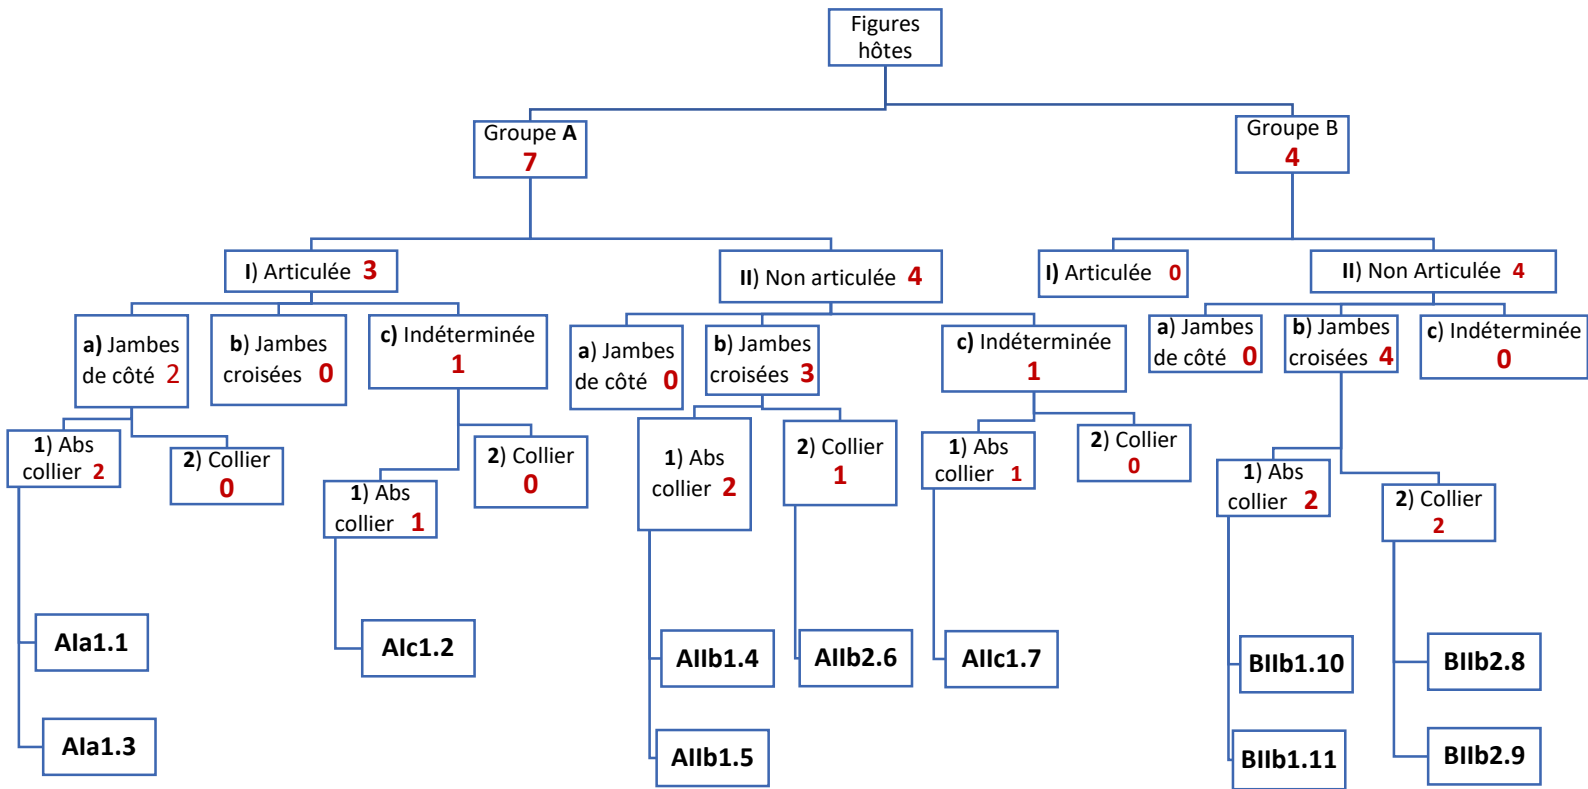 Figures
hôtes
Groupe A
7
Groupe B
4
I) Articulée 3
II) Non articulée 4
I) Articulée 0
II) Non Articulée 4
a) Jambes
de côté 2
b) Jambes
croisées 0
c) Indéterminée
1
a) Jambes
de côté 0
b) Jambes
croisées 3
c) Indéterminée
1
a) Jambes
de côté 0
b) Jambes
croisées 4
c) Indéterminée
0
1) Abs
collier 2
2) Collier
0
1) Abs
collier 1
2) Collier
0
1) Abs
collier 2
2) Collier
1
1) Abs
collier 1
2) Collier
0
1) Abs
collier 2
2) Collier
2
AIa1.1
AIa1.3
AIc1.2
AIIb1.4
AIIb1.5
AIIb2.6
AIIc1.7
BIIb1.10
BIIb1.11
BIIb2.8
BIIb2.9